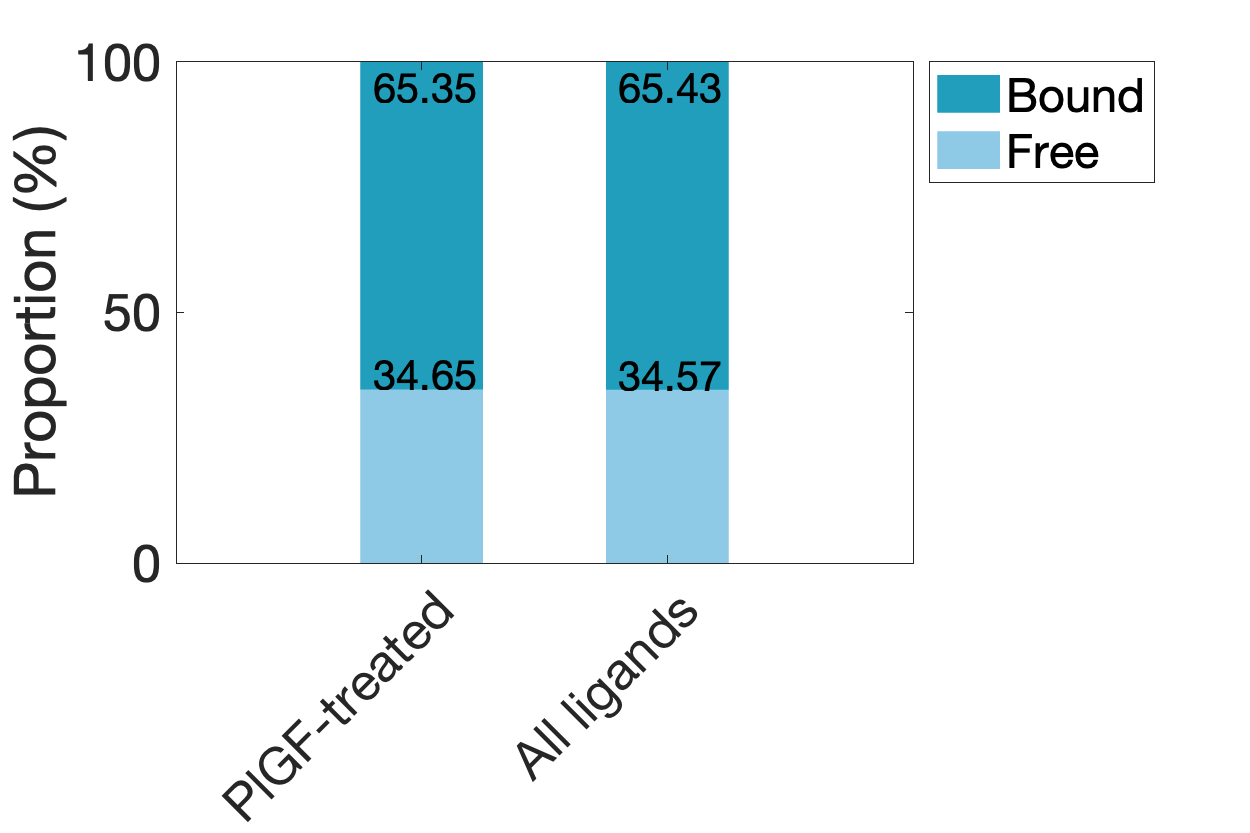 Proportion (%)
100
50
0
65.35
65.43
34.65
34.57
PlGF-treated
All ligands
Bound
Free